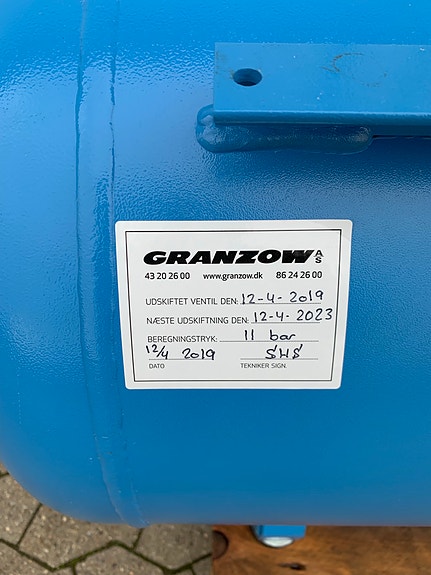 GRANZOW A/S
43 20 26 00 www.granzow.dk 86 24 26 00
UDSKIFTET VENTIL DEN: 12-4-2019
NÆSTE UDSKIFTNING DEN: 12-4-2023
BEREGNINGSTRYK: 11 bar
12/4 2019 SHS
DATO TEKNIKER SIGN.